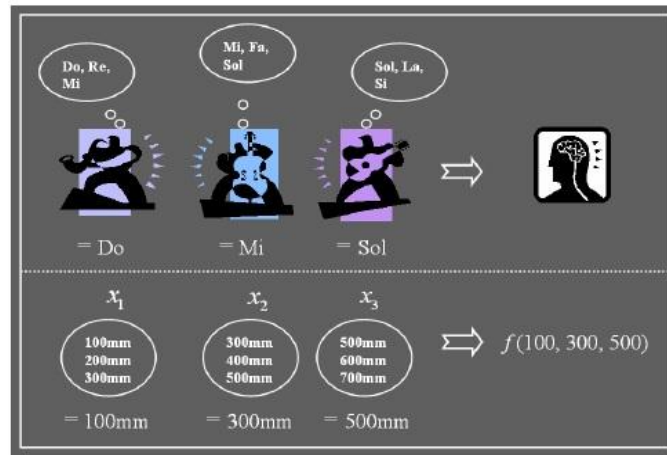 Do, Re,
Mi
Mi, Fa,
Sol
Sol, La,
Si
= Do
= Mi
= Sol
x₁
x₂
x₃
100mm
200mm
300mm
300mm
400mm
500mm
500mm
600mm
700mm
f(100, 300, 500)
= 100mm
= 300mm
= 500mm